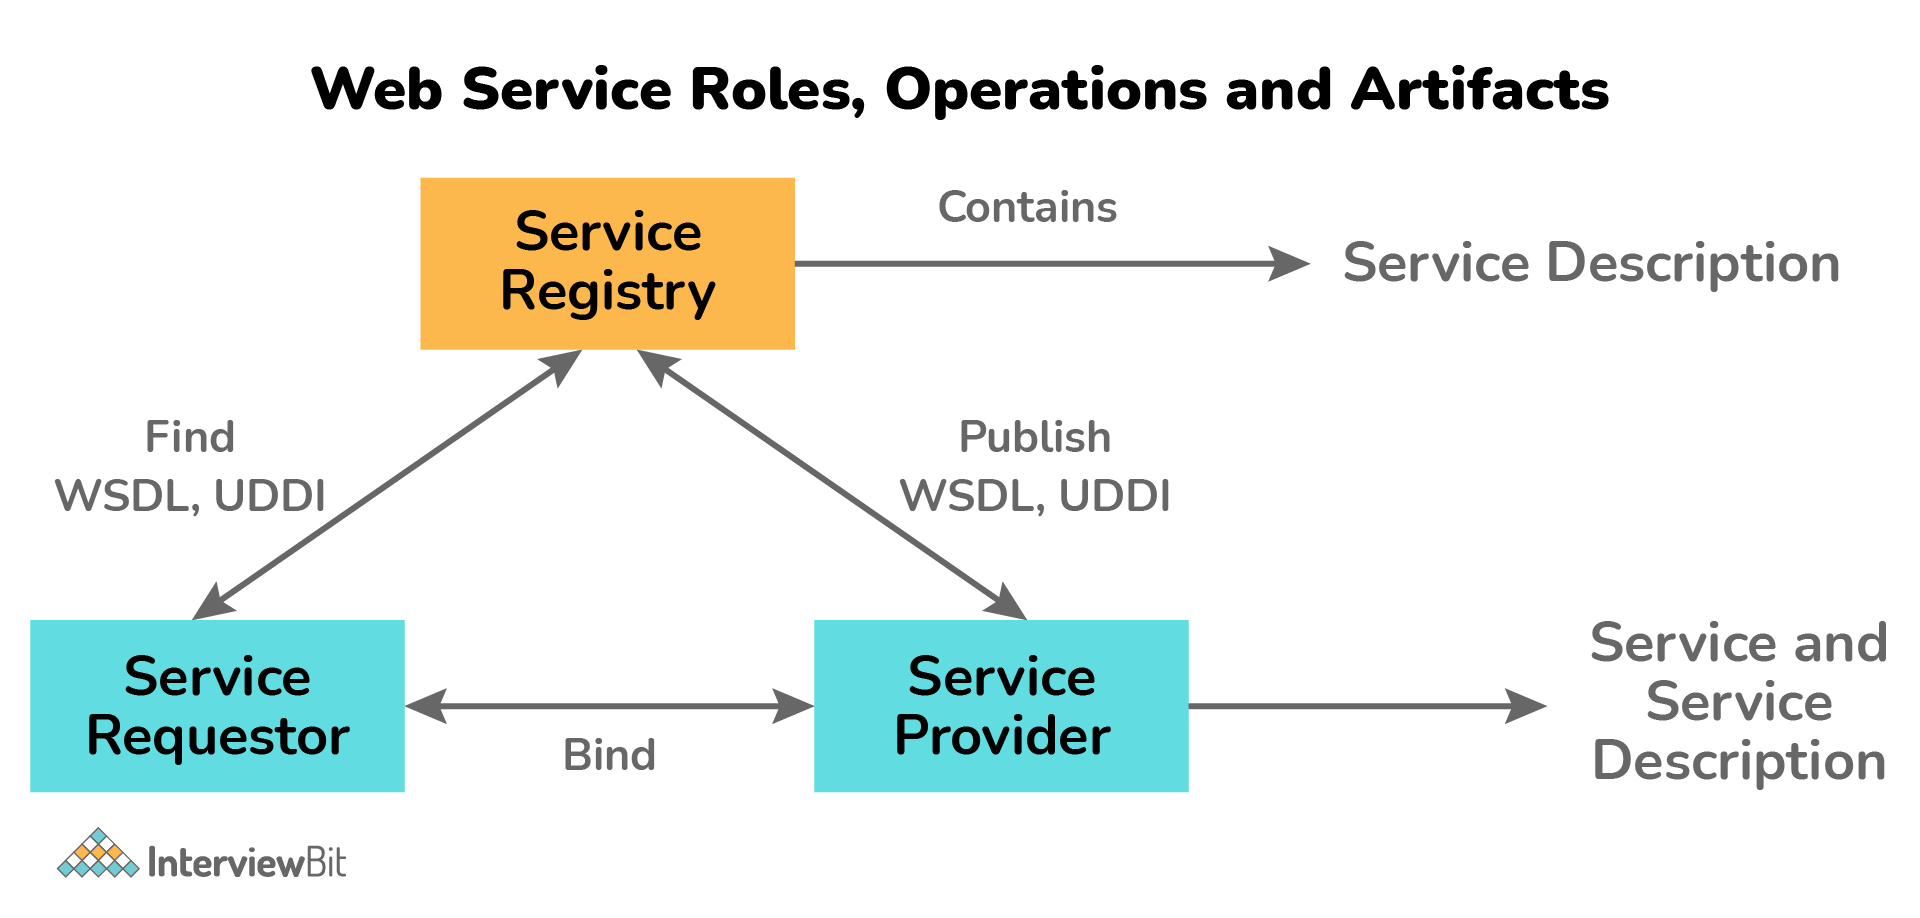 Web Service Roles, Operations and Artifacts
Service
Registry
Contains
Service Description
Find
WSDL, UDDI
Publish
WSDL, UDDI
Service
Requestor
Bind
Service
Provider
Service and
Service
Description
InterviewBit